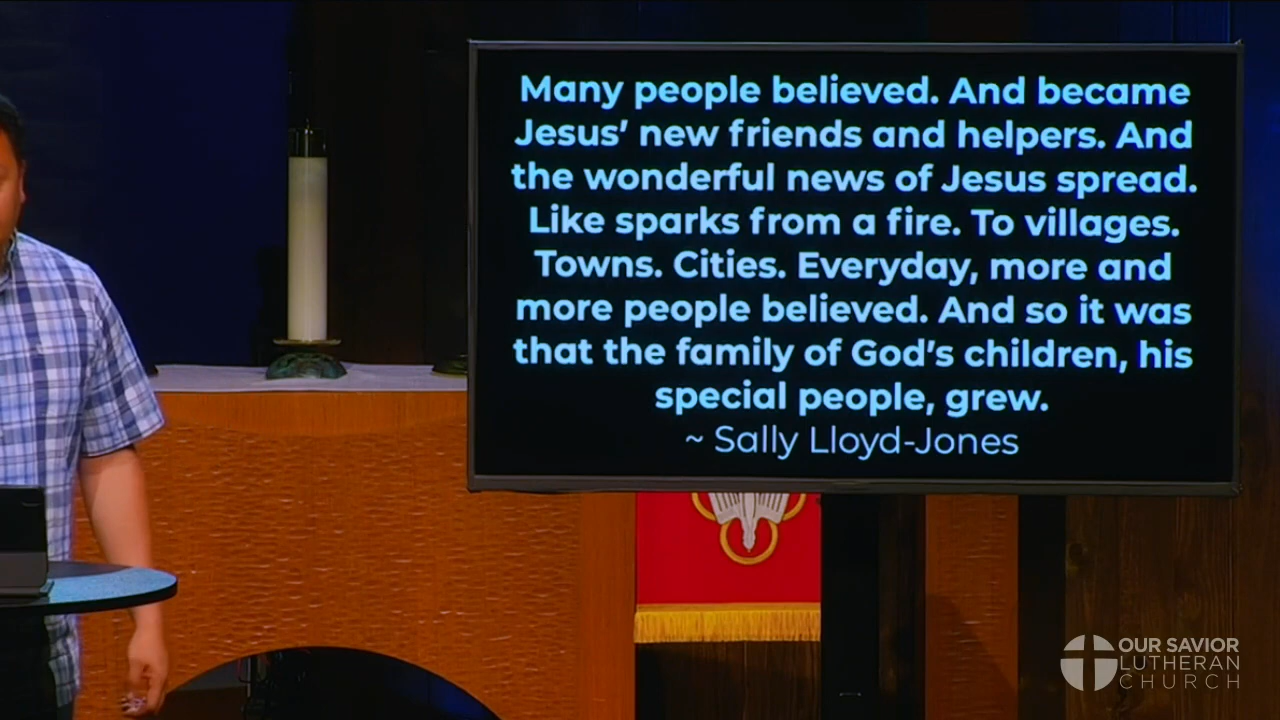 Many people believed. And became
Jesus’ new friends and helpers. And
the wonderful news of Jesus spread.
Like sparks from a fire. To villages.
Towns. Cities. Everyday, more and
more people believed. And so it was
that the family of God’s children, his
special people, grew.
~ Sally Lloyd-Jones
OUR SAVIOR
LUTHERAN
CHURCH